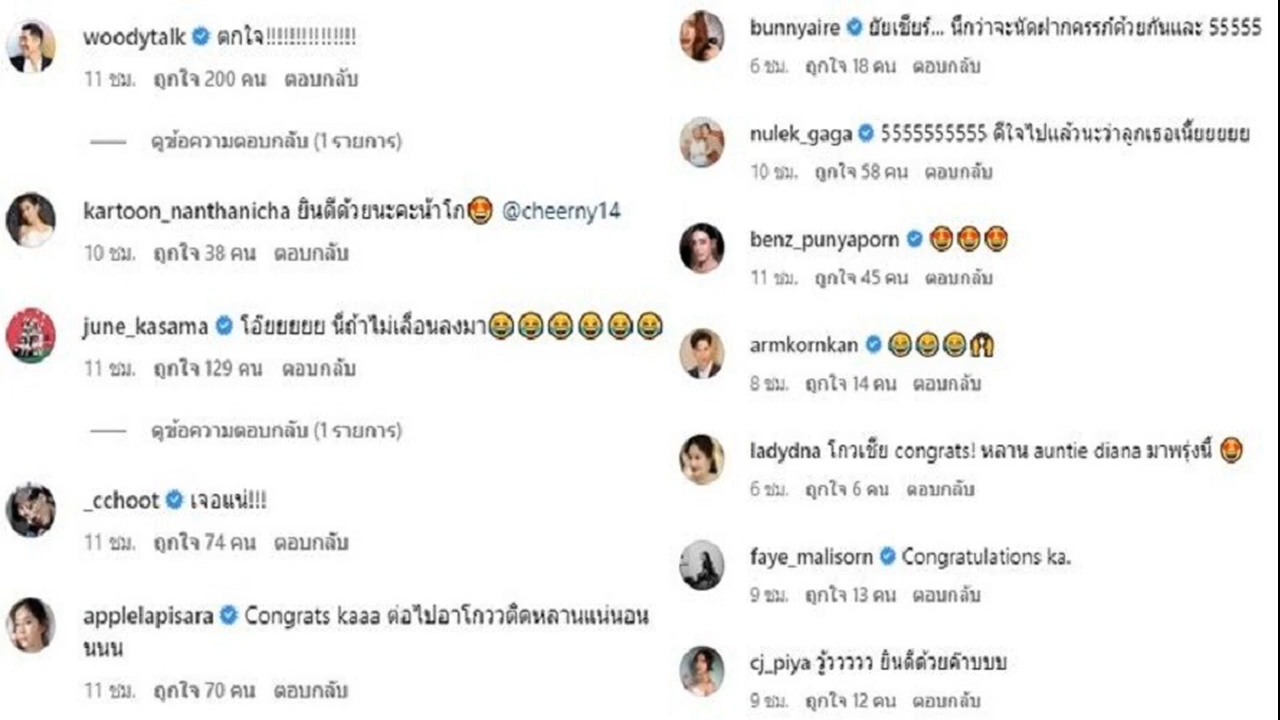 woodytalk ตกใจ!!!!!!!!!!!!!!!
11 ชม. ถูกใจ 200 คน ตอบกลับ
ดูข้อความตอบกลับ (1 รายการ)
kartoon_nanthanicha ยินดีด้วยนะคะน้าโก🤩 @cheerny14
10 ชม. ถูกใจ 38 คน ตอบกลับ
june_kasama โอ๊ยยยยย นี่ถ้าไม่เลื่อนลงมา😂😂😂😂😂😂
11 ชม. ถูกใจ 129 คน ตอบกลับ
ดูข้อความตอบกลับ (1 รายการ)
_cchoot เจอแน่!!!
11 ชม. ถูกใจ 74 คน ตอบกลับ
applelapisara Congrats kaaa ต่อไปอาโกววติดหลานแน่นอน
นนน
11 ชม. ถูกใจ 70 คน ตอบกลับ
bunnyaire ยัยเชียร์... นึกว่าจะนัดฝากครรภ์ด้วยกันและ 55555
6 ชม. ถูกใจ 18 คน ตอบกลับ
nulek_gaga 5555555555 ดีใจไปแล้วนะว่าลูกเธอเนี้ยยยยย
10 ชม. ถูกใจ 58 คน ตอบกลับ
benz_punyaporn 🤩🤩🤩
11 ชม. ถูกใจ 45 คน ตอบกลับ
armkornkan 😂😂😂🙌
8 ชม. ถูกใจ 14 คน ตอบกลับ
ladydna โกวเชีย congrats! หลาน auntie diana มาพรุ่งนี้ 🤩
6 ชม. ถูกใจ 6 คน ตอบกลับ
faye_malisorn Congratulations ka.
9 ชม. ถูกใจ 13 คน ตอบกลับ
cj_piya วู้ววววว ยินดีด้วยค๊าบบบ
9 ชม. ถูกใจ 12 คน ตอบกลับ